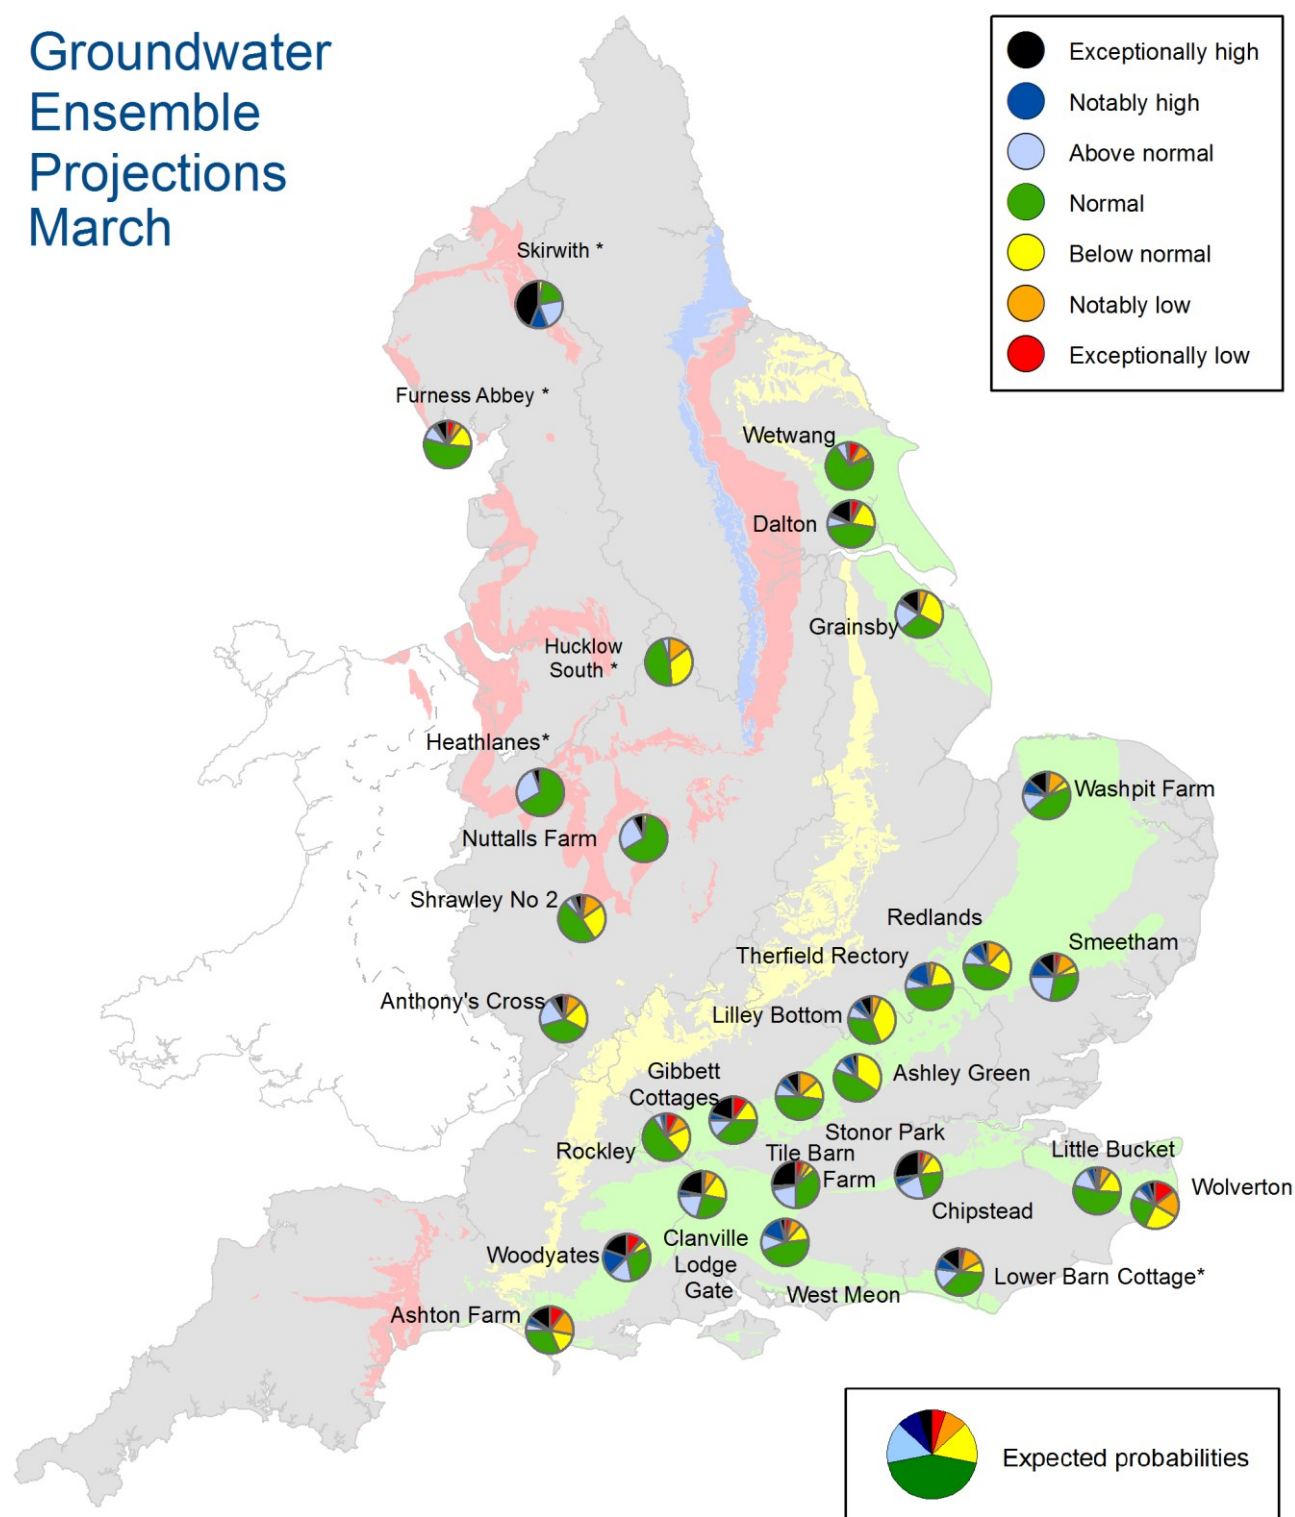 Groundwater
Ensemble
Projections
March
Exceptionally high
Notably high
Above normal
Normal
Below normal
Notably low
Exceptionally low
Skirwith *
Furness Abbey *
Wetwang
Dalton
Grainsby
Hucklow
South *
Heathlanes*
Washpit Farm
Nuttalls Farm
Shrawley No 2
Redlands
Smeetham
Therfield Rectory
Anthony's Cross
Lilley Bottom
Gibbett
Cottages
Ashley Green
Stonor Park
Rockley
Tile Barn
Farm
Little Bucket
Wolverton
Chipstead
Clanville
Lodge
Gate
Woodyates
West Meon
Lower Barn Cottage*
Ashton Farm
Expected probabilities